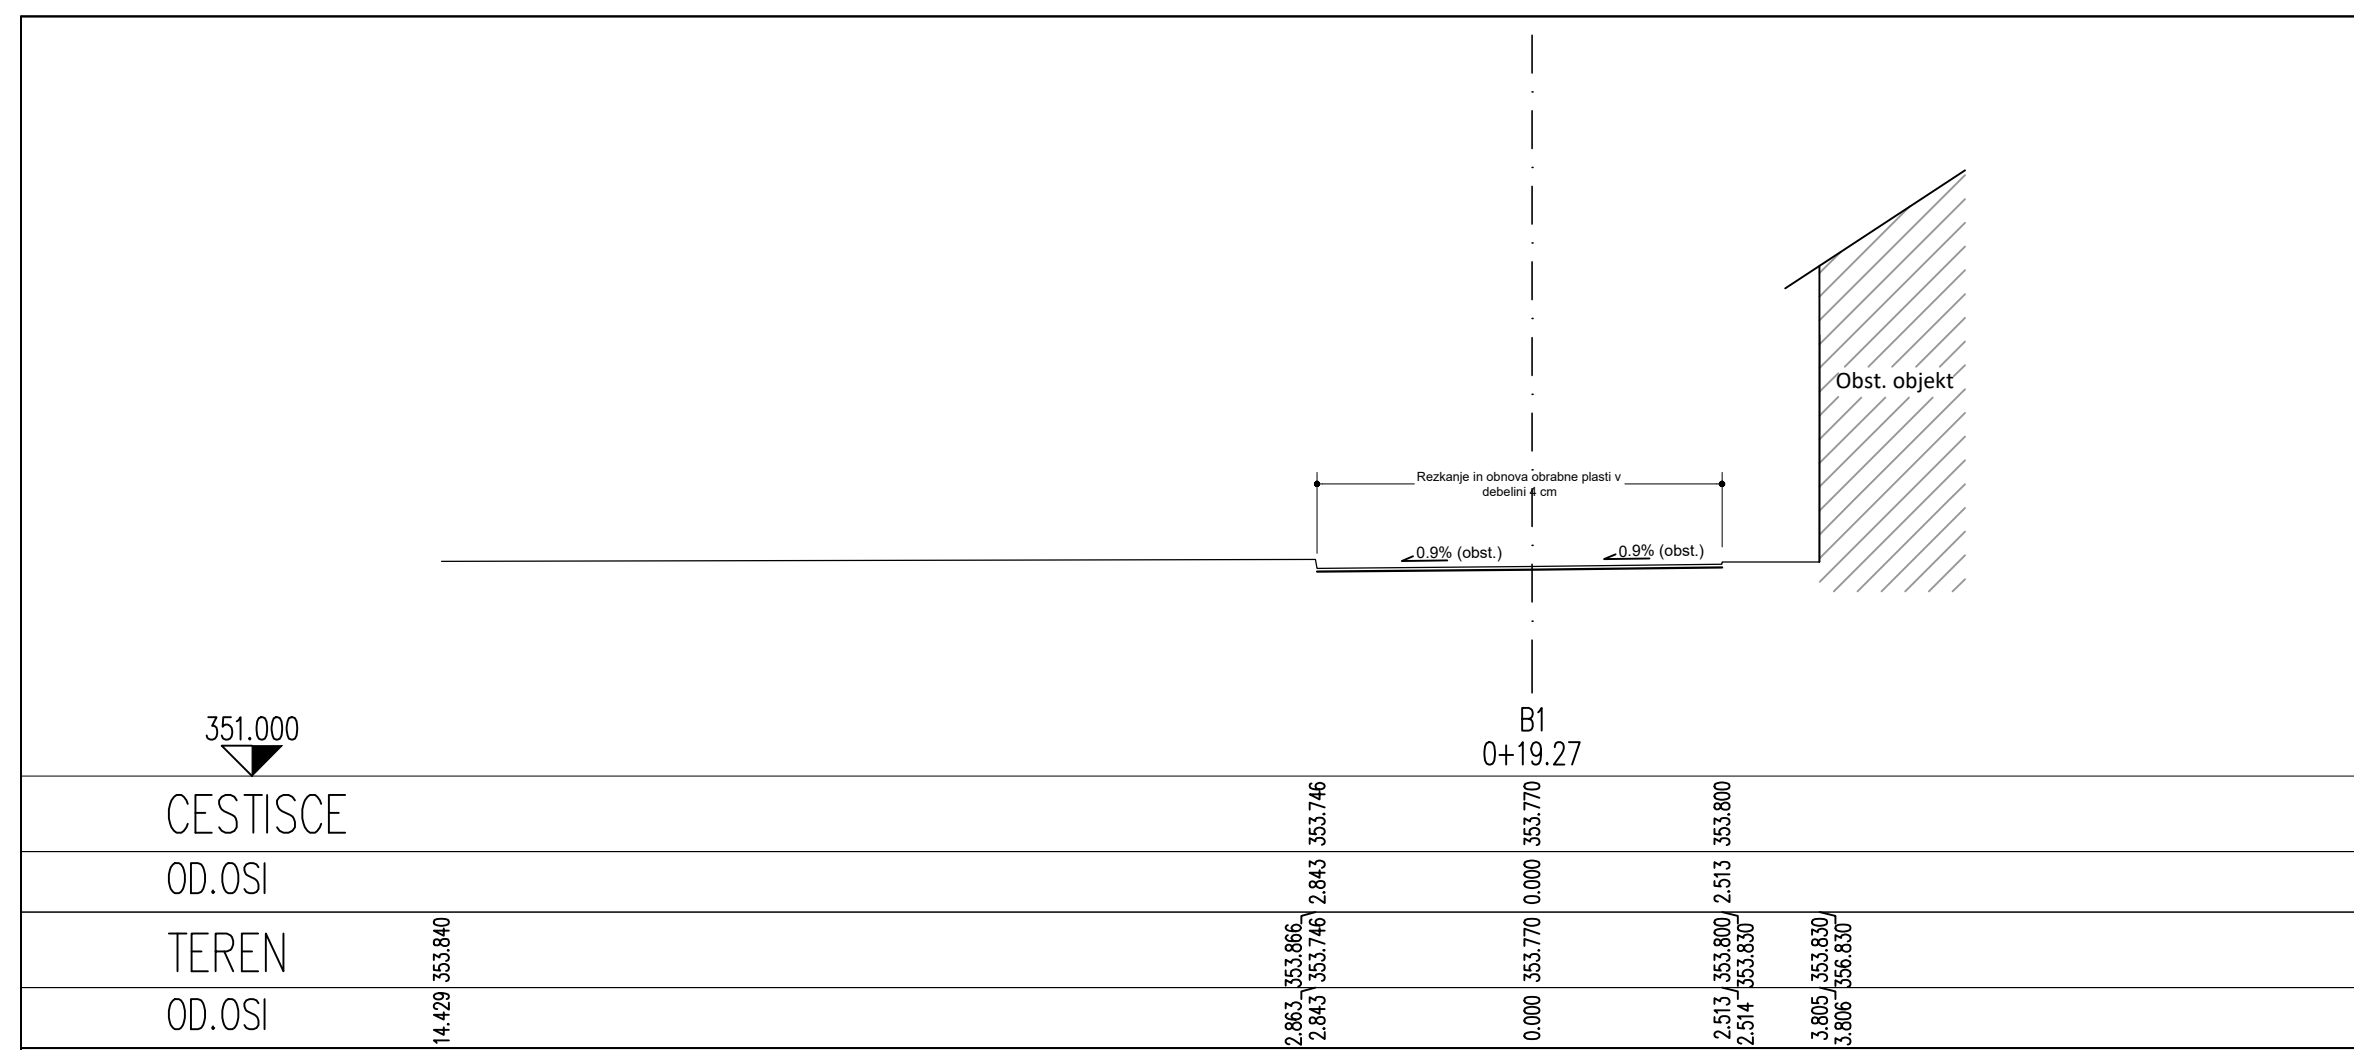 Obst. objekt
Rezkanje in obnova obrabne plasti v
debelini 4 cm
0.9% (obst.)
0.9% (obst.)
351.000
B1
0+19.27
CESTISCE
353.746
353.770
353.800
OD.OSI
2.843
0.000
2.513
TEREN
353.840
353.866
353.746
353.770
353.800
353.830
353.830
356.830
OD.OSI
14.429
2.863
2.843
0.000
2.513
2.514
3.805
3.806